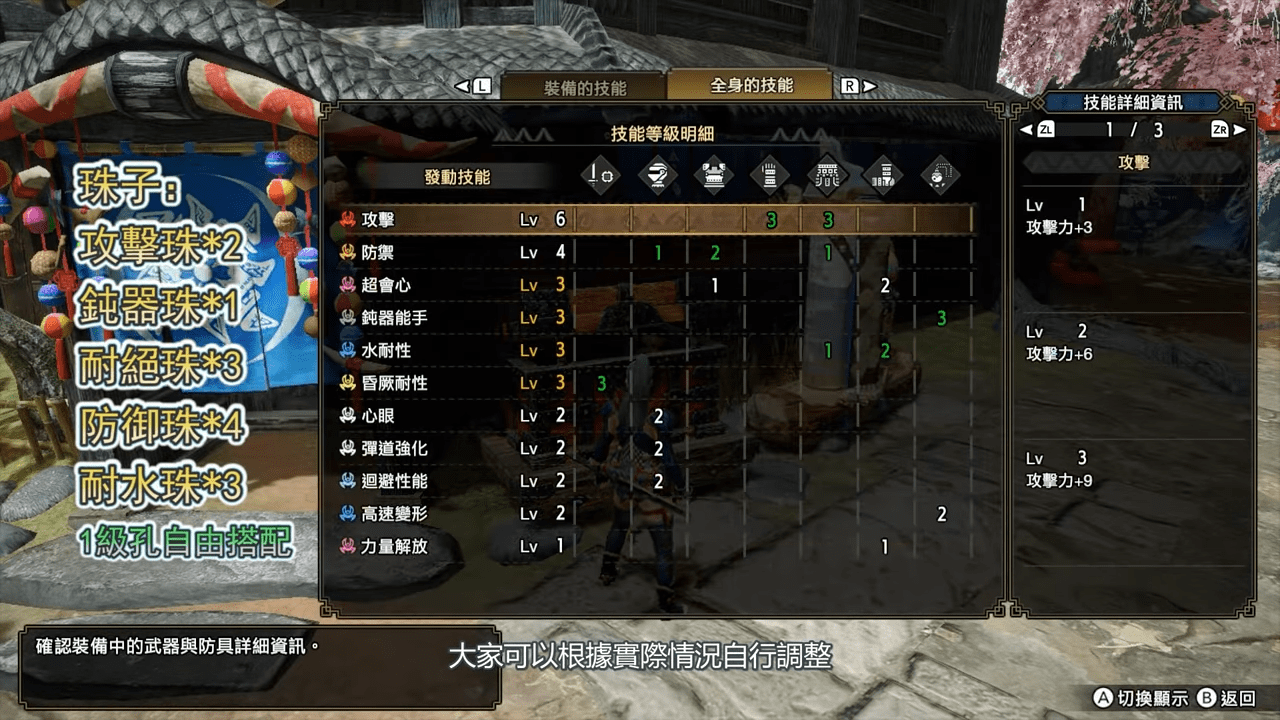 L 裝備的技能 全身的技能 R
技能等級明細
發動技能
攻擊 Lv 6 3 3
防禦 Lv 4 1 2 1
超會心 Lv 3 1 2
鈍器能手 Lv 3 3
水耐性 Lv 3 1 2
昏厥耐性 Lv 3 3
心眼 Lv 2 2
彈道強化 Lv 2 2
迴避性能 Lv 2 2
高速變形 Lv 2 2
力量解放 Lv 1 1
技能詳細資訊
ZL 1 / 3 ZR
攻擊
Lv 1
攻擊力+3
Lv 2
攻擊力+6
Lv 3
攻擊力+9
珠子:
攻擊珠*2
鈍器珠*1
耐絕珠*3
防御珠*4
耐水珠*3
1級孔自由搭配
確認裝備中的武器與防具詳細資訊。
大家可以根據實際情況自行調整
A 切換顯示 B 返回